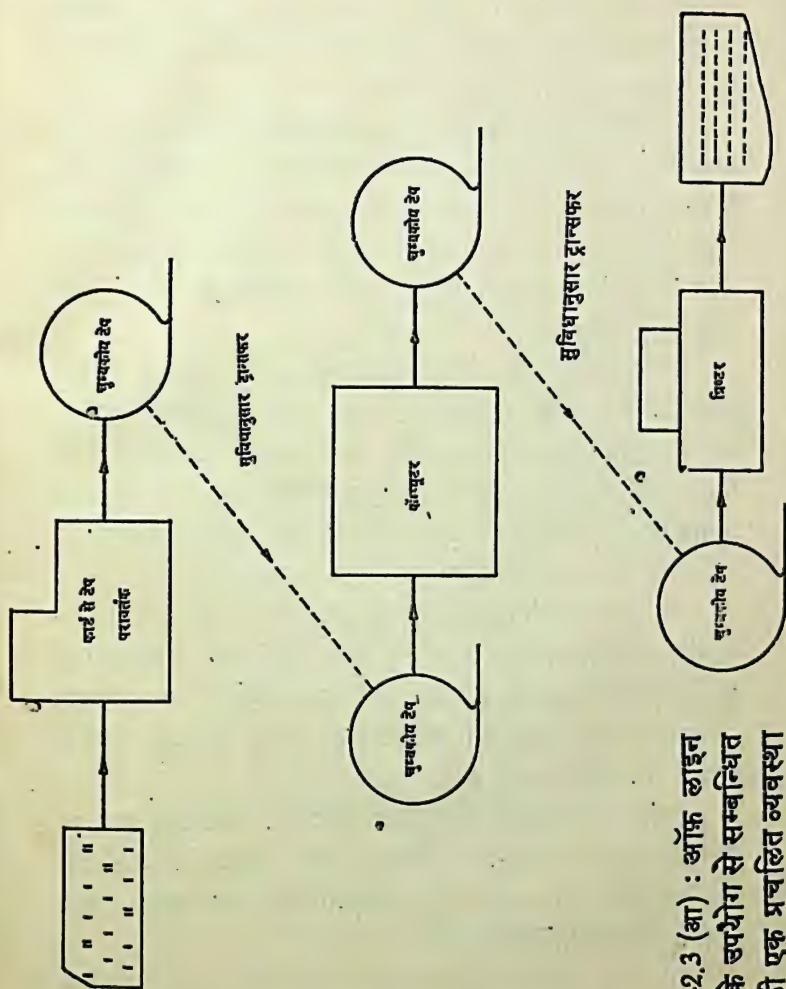 कार्ड से टेप
परावर्तक
चुम्बकीय टेप
सुविधानुसार ट्रान्सफर
चुम्बकीय टेप
कॉम्प्यूटर
चुम्बकीय टेप
सुविधानुसार ट्रान्सफर
चुम्बकीय टेप
प्रिण्टर
2.3 (आ) : ऑफ़ लाइन
के उपयोग से सम्बन्धित
की एक प्रचलित व्यवस्था